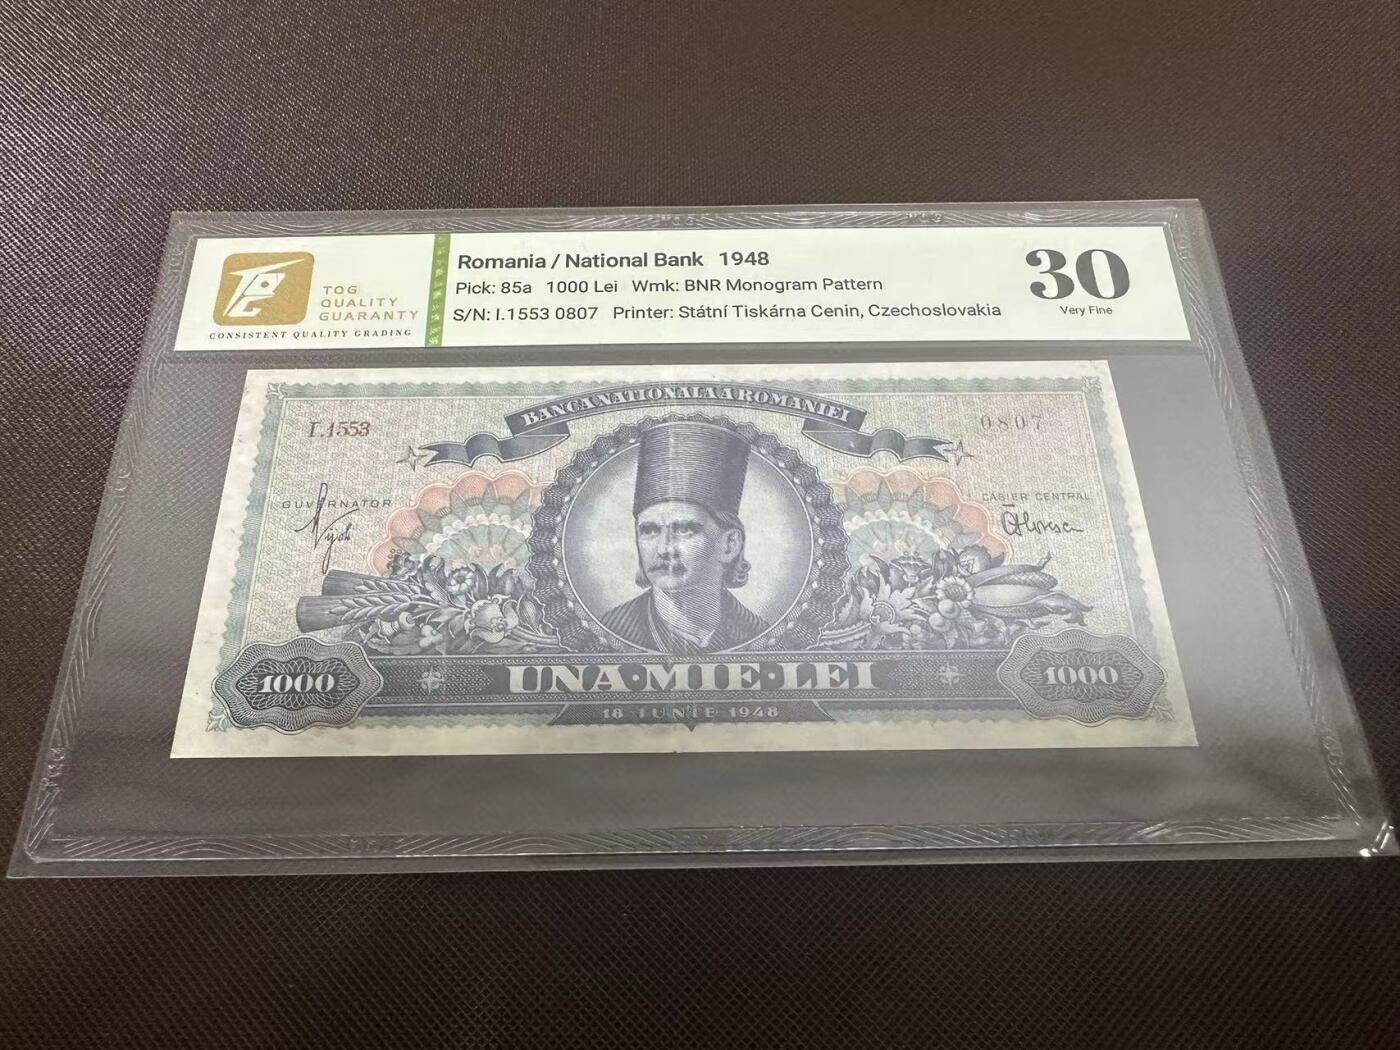 TQG
QUALITY
GUARANTY
CONSISTENT QUALITY GRADING
Romania / National Bank 1948
Pick: 85a 1000 Lei Wmk: BNR Monogram Pattern
S/N: I.1553 0807 Printer: Státní Tiskárna Cenin, Czechoslovakia
30
Very Fine
BANCA NATIONALA A ROMANIEI
I.1553
0807
GUVERNATOR
CASIER CENTRAL
1000
UNA·MIE·LEI
1000
18 IUNIE 1948